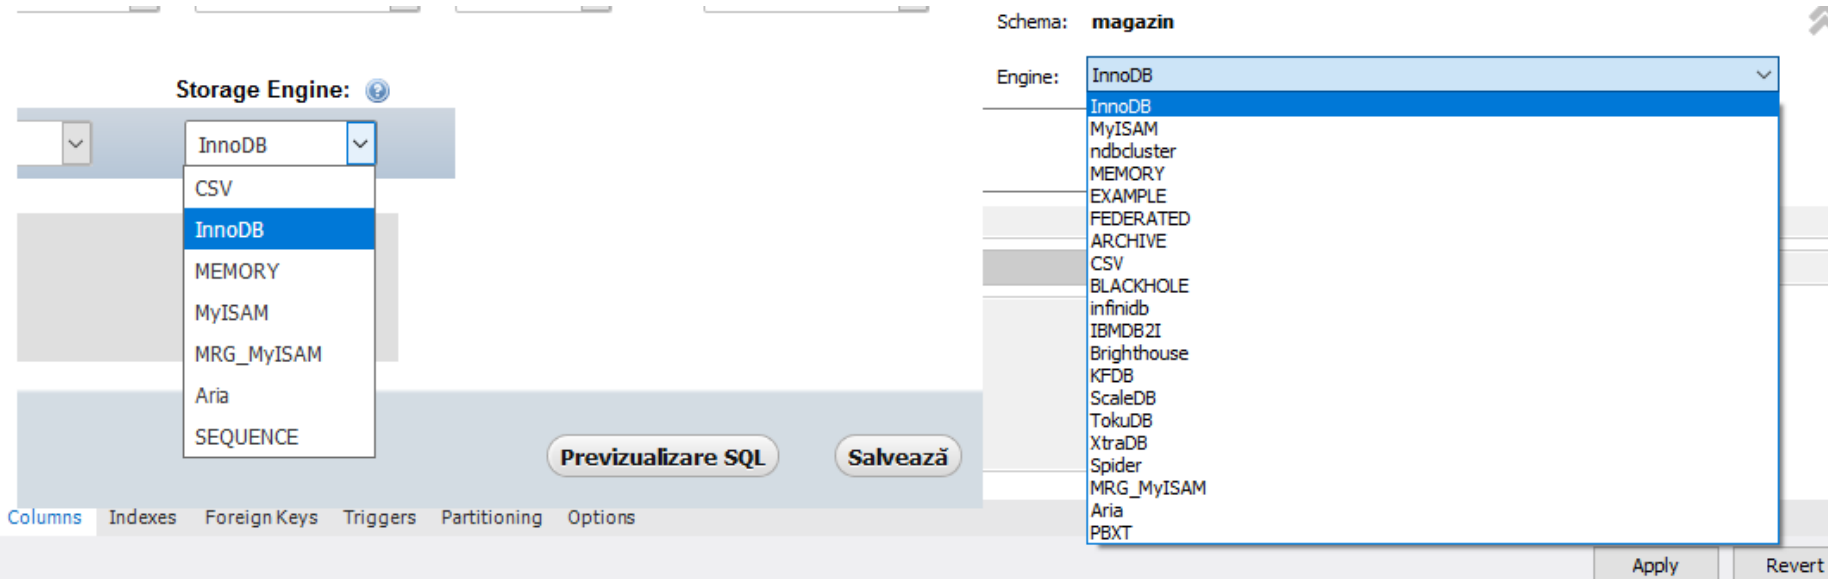 Storage Engine:
InnoDB
CSV
InnoDB
MEMORY
MyISAM
MRG_MyISAM
Aria
SEQUENCE
Previzualizare SQL
Salvează
Columns Indexes Foreign Keys Triggers Partitioning Options
Schema: magazin
Engine: InnoDB
InnoDB
MyISAM
ndbcluster
MEMORY
EXAMPLE
FEDERATED
ARCHIVE
CSV
BLACKHOLE
infinidb
IBMDB2I
Brighthouse
KFDB
ScaleDB
TokuDB
XtraDB
Spider
MRG_MyISAM
Aria
PBXT
Apply
Revert